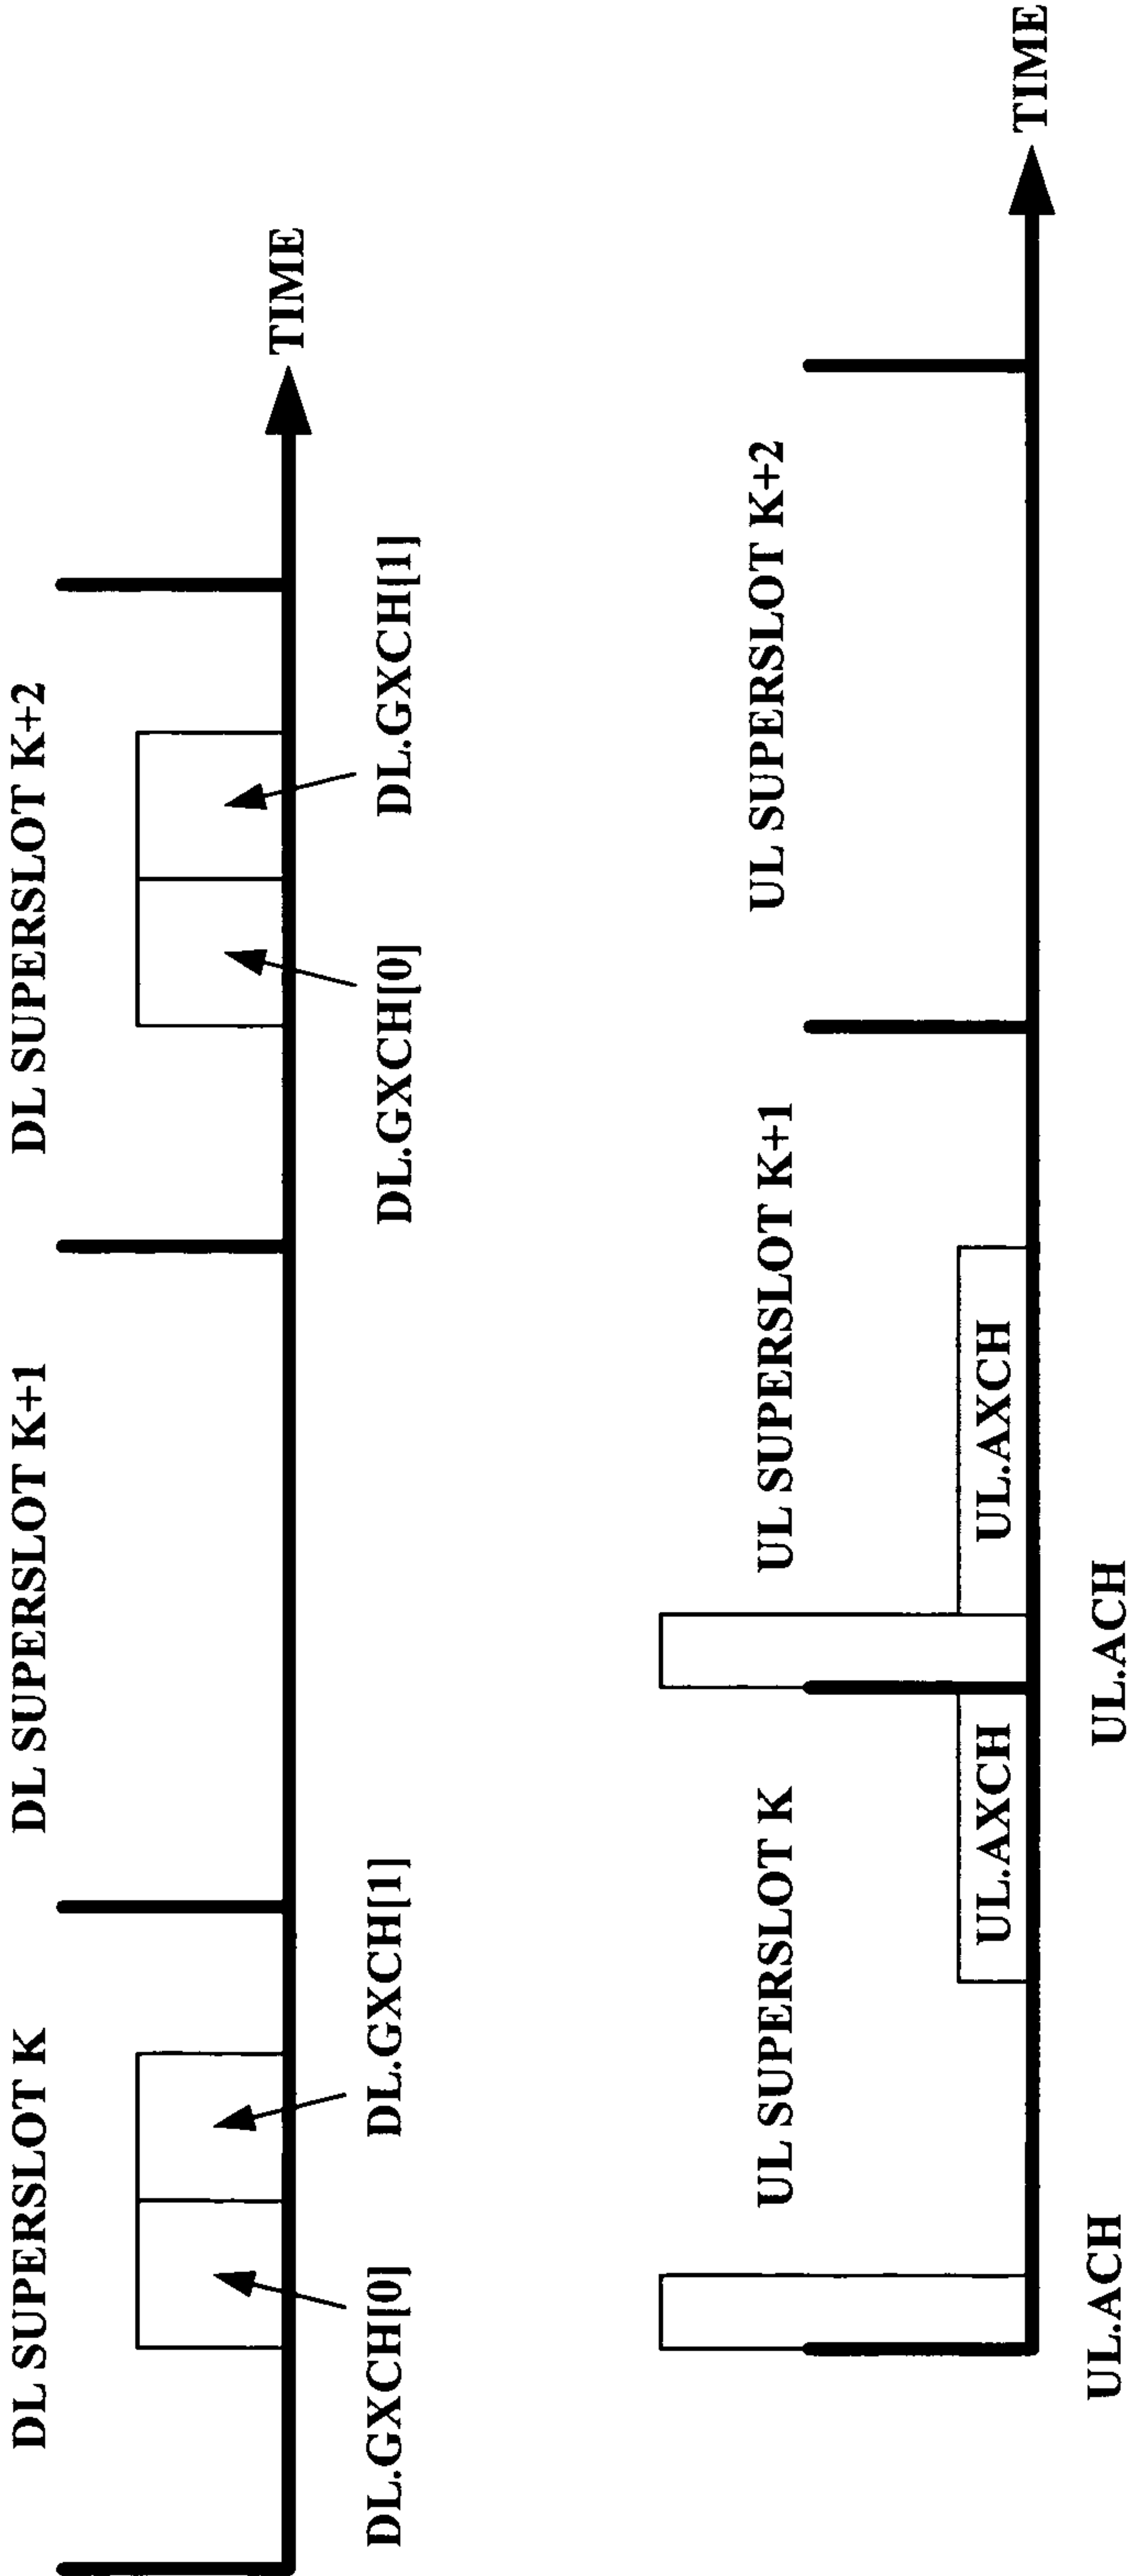 DL SUPERSLOT K
DL SUPERSLOT K+1
DL SUPERSLOT K+2
TIME
DL.GXCH[0]
DL.GXCH[1]
DL.GXCH[0]
DL.GXCH[1]
UL SUPERSLOT K
UL SUPERSLOT K+1
UL SUPERSLOT K+2
UL.AXCH
UL.AXCH
TIME
UL.ACH
UL.ACH